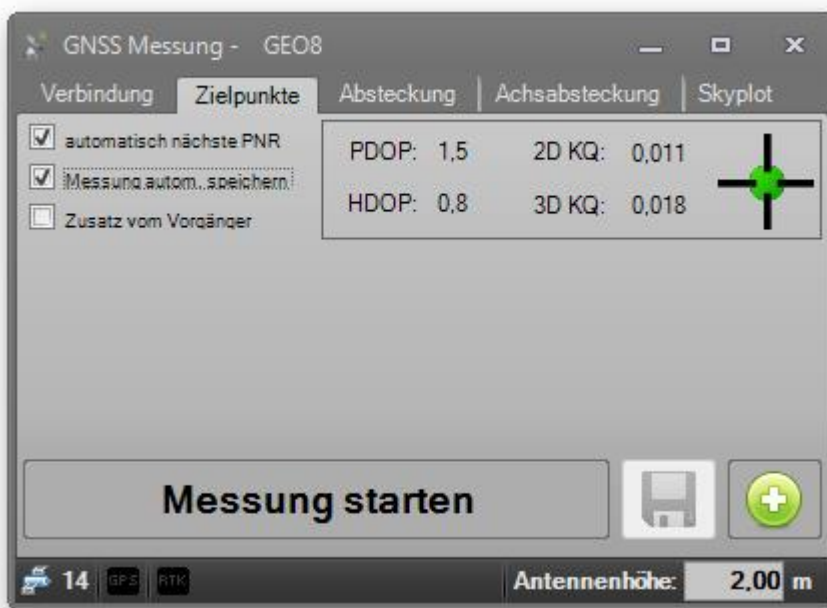 GNSS Messung - GEO8
Verbindung Zielpunkte Absteckung Achsabsteckung Skyplot
automatisch nächste PNR
Messung autom. speichern
Zusatz vom Vorgänger
PDOP: 1,5 2D KQ: 0,011
HDOP: 0,8 3D KQ: 0,018
Messung starten
14 GPS RTK Antennenhöhe: 2,00 m